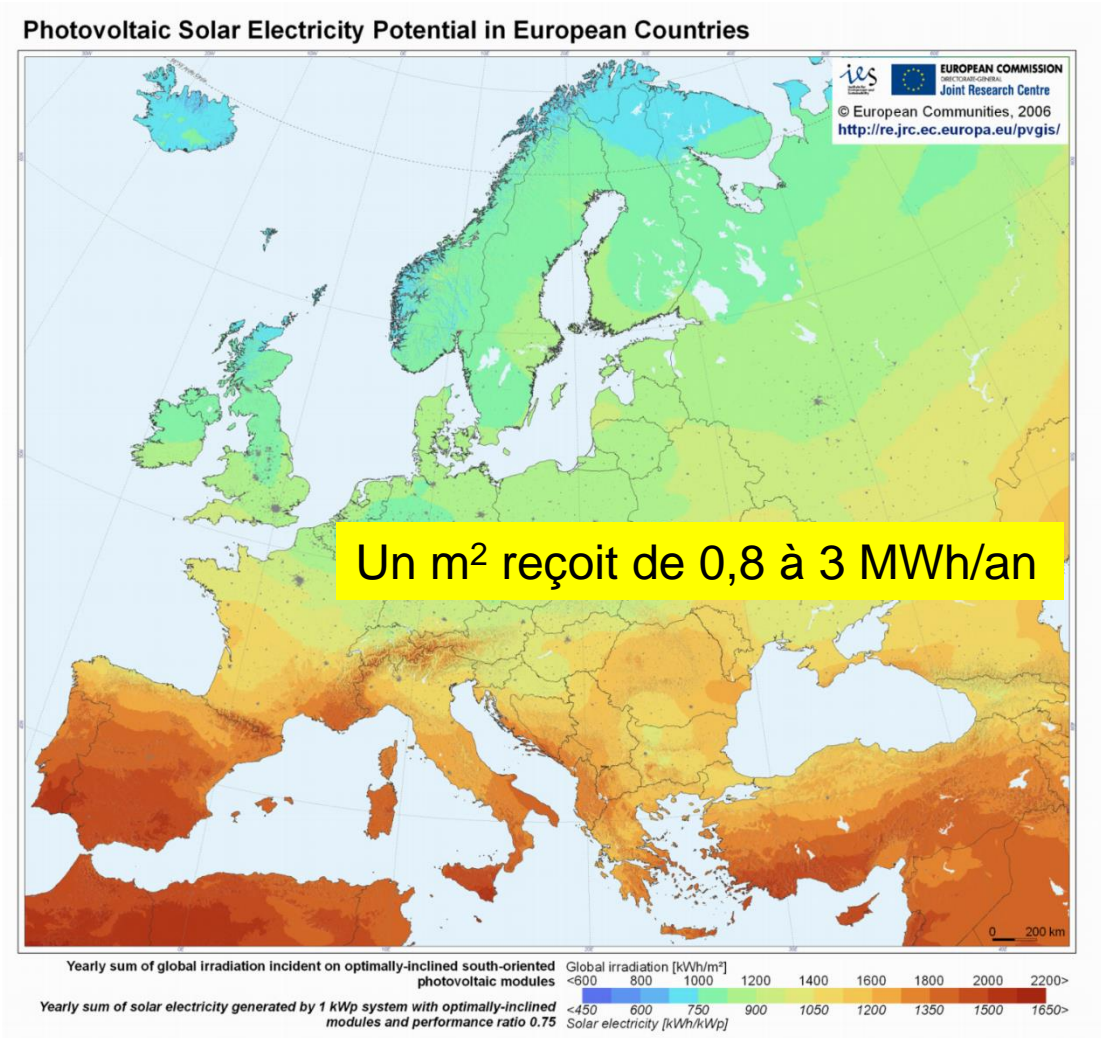 Photovoltaic Solar Electricity Potential in European Countries
EUROPEAN COMMISSION
DIRECTORATE-GENERAL
Joint Research Centre
ies
© European Communities, 2006
http://re.jrc.ec.europa.eu/pvgis/
Un m² reçoit de 0,8 à 3 MWh/an
0 200 km
Yearly sum of global irradiation incident on optimally-inclined south-oriented
photovoltaic modules
Global irradiation [kWh/m²]
<600 800 1000 1200 1400 1600 1800 2000 2200>
Yearly sum of solar electricity generated by 1 kWp system with optimally-inclined
modules and performance ratio 0.75
<450 600 750 900 1050 1200 1350 1500 1650>
Solar electricity [kWh/kWp]